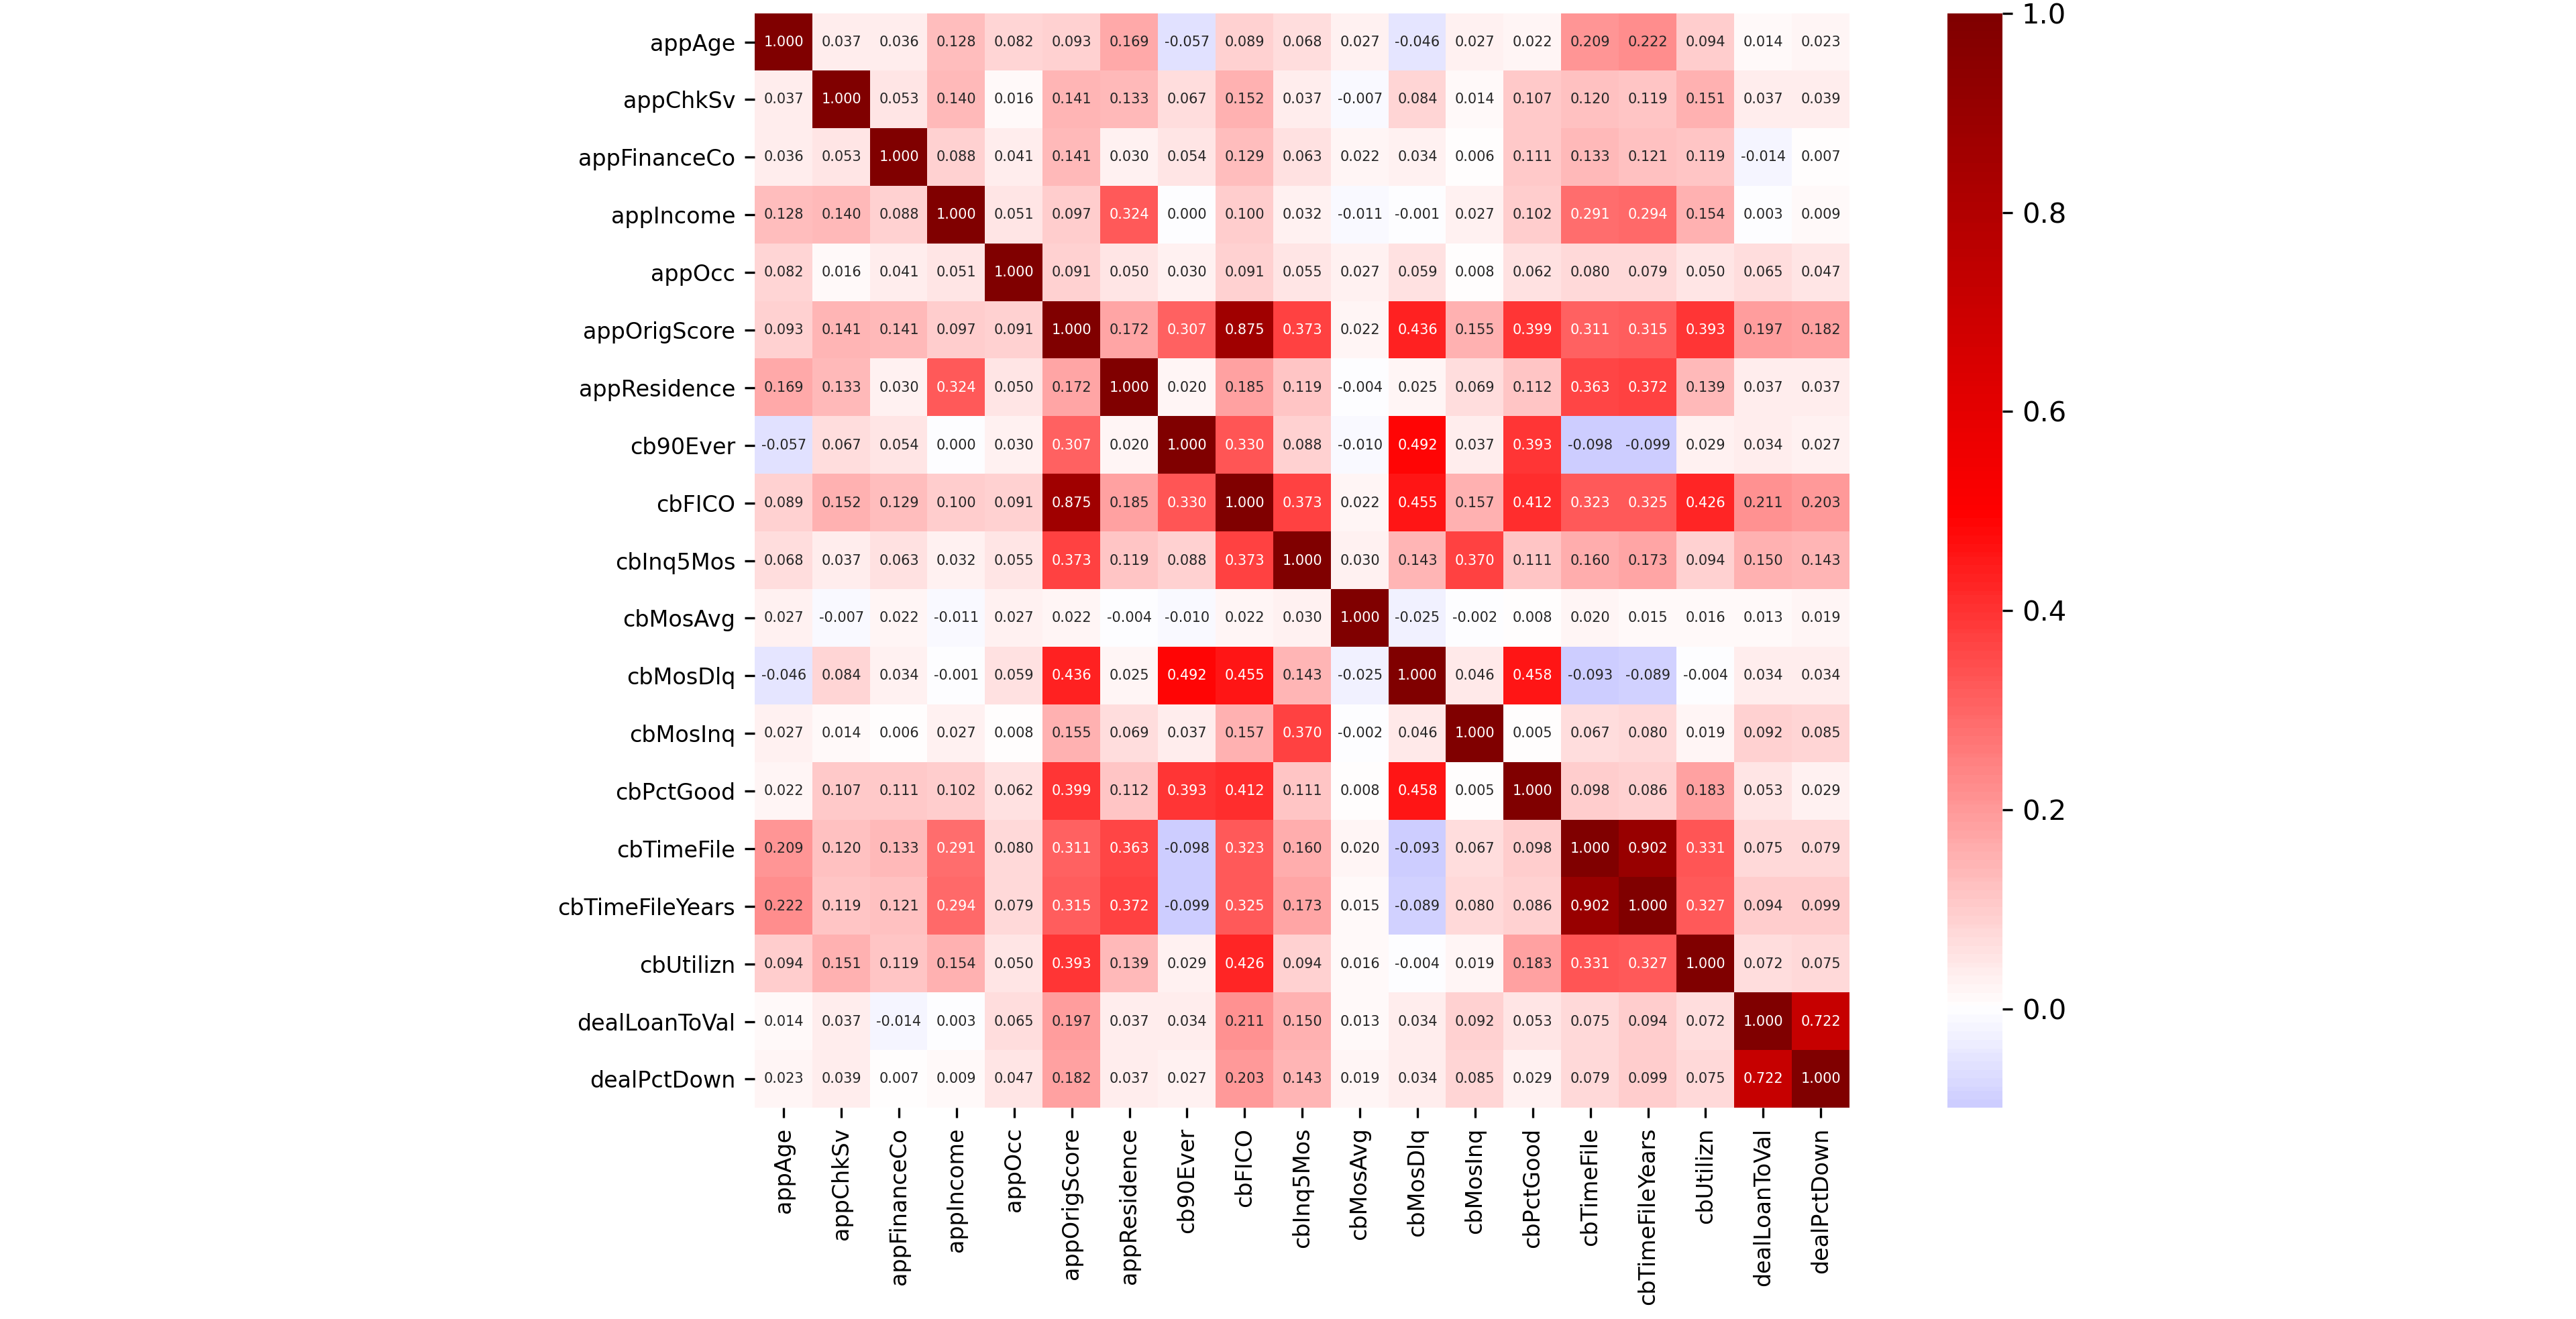 appAge 1.000 0.037 0.036 0.128 0.082 0.093 0.169 -0.057 0.089 0.068 0.027 -0.046 0.027 0.022 0.209 0.222 0.094 0.014 0.023
appChkSv 0.037 1.000 0.053 0.140 0.016 0.141 0.133 0.067 0.152 0.037 -0.007 0.084 0.014 0.107 0.120 0.119 0.151 0.037 0.039
appFinanceCo 0.036 0.053 1.000 0.088 0.041 0.141 0.030 0.054 0.129 0.063 0.022 0.034 0.006 0.111 0.133 0.121 0.119 -0.014 0.007
appIncome 0.128 0.140 0.088 1.000 0.051 0.097 0.324 0.000 0.100 0.032 -0.011 -0.001 0.027 0.102 0.291 0.294 0.154 0.003 0.009
appOcc 0.082 0.016 0.041 0.051 1.000 0.091 0.050 0.030 0.091 0.055 0.027 0.059 0.008 0.062 0.080 0.079 0.050 0.065 0.047
appOrigScore 0.093 0.141 0.141 0.097 0.091 1.000 0.172 0.307 0.875 0.373 0.022 0.436 0.155 0.399 0.311 0.315 0.393 0.197 0.182
appResidence 0.169 0.133 0.030 0.324 0.050 0.172 1.000 0.020 0.185 0.119 -0.004 0.025 0.069 0.112 0.363 0.372 0.139 0.037 0.037
cb90Ever -0.057 0.067 0.054 0.000 0.030 0.307 0.020 1.000 0.330 0.088 -0.010 0.492 0.037 0.393 -0.098 -0.099 0.029 0.034 0.027
cbFICO 0.089 0.152 0.129 0.100 0.091 0.875 0.185 0.330 1.000 0.373 0.022 0.455 0.157 0.412 0.323 0.325 0.426 0.211 0.203
cbInq5Mos 0.068 0.037 0.063 0.032 0.055 0.373 0.119 0.088 0.373 1.000 0.030 0.143 0.370 0.111 0.160 0.173 0.094 0.150 0.143
cbMosAvg 0.027 -0.007 0.022 -0.011 0.027 0.022 -0.004 -0.010 0.022 0.030 1.000 -0.025 -0.002 0.008 0.020 0.015 0.016 0.013 0.019
cbMosDlq -0.046 0.084 0.034 -0.001 0.059 0.436 0.025 0.492 0.455 0.143 -0.025 1.000 0.046 0.458 -0.093 -0.089 -0.004 0.034 0.034
cbMosInq 0.027 0.014 0.006 0.027 0.008 0.155 0.069 0.037 0.157 0.370 -0.002 0.046 1.000 0.005 0.067 0.080 0.019 0.092 0.085
cbPctGood 0.022 0.107 0.111 0.102 0.062 0.399 0.112 0.393 0.412 0.111 0.008 0.458 0.005 1.000 0.098 0.086 0.183 0.053 0.029
cbTimeFile 0.209 0.120 0.133 0.291 0.080 0.311 0.363 -0.098 0.323 0.160 0.020 -0.093 0.067 0.098 1.000 0.902 0.331 0.075 0.079
cbTimeFileYears 0.222 0.119 0.121 0.294 0.079 0.315 0.372 -0.099 0.325 0.173 0.015 -0.089 0.080 0.086 0.902 1.000 0.327 0.094 0.099
cbUtilizn 0.094 0.151 0.119 0.154 0.050 0.393 0.139 0.029 0.426 0.094 0.016 -0.004 0.019 0.183 0.331 0.327 1.000 0.072 0.075
dealLoanToVal 0.014 0.037 -0.014 0.003 0.065 0.197 0.037 0.034 0.211 0.150 0.013 0.034 0.092 0.053 0.075 0.094 0.072 1.000 0.722
dealPctDown 0.023 0.039 0.007 0.009 0.047 0.182 0.037 0.027 0.203 0.143 0.019 0.034 0.085 0.029 0.079 0.099 0.075 0.722 1.000
appAge
appChkSv
appFinanceCo
appIncome
appOcc
appOrigScore
appResidence
cb90Ever
cbFICO
cbInq5Mos
cbMosAvg
cbMosDlq
cbMosInq
cbPctGood
cbTimeFile
cbTimeFileYears
cbUtilizn
dealLoanToVal
dealPctDown
1.0
0.8
0.6
0.4
0.2
0.0